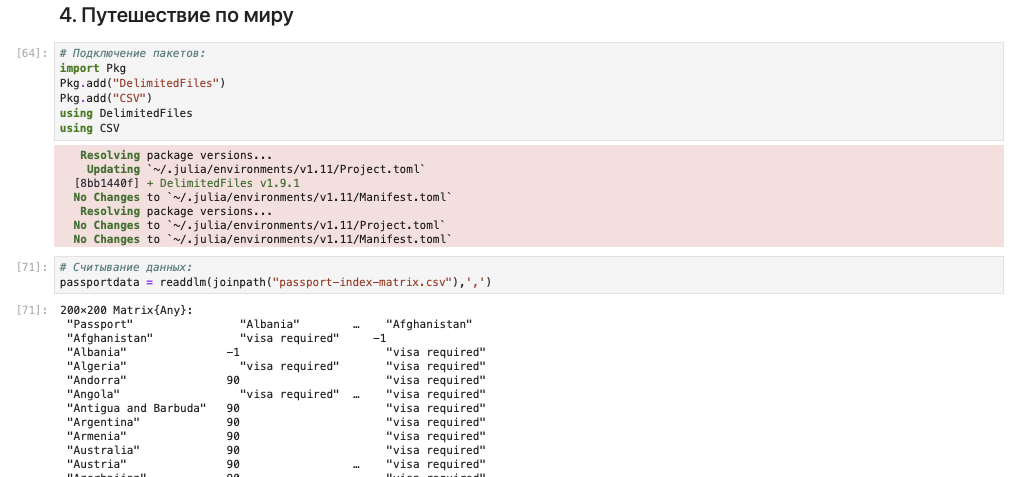 4. Путешествие по миру
[64]: # Подключение пакетов:
import Pkg
Pkg.add("DelimitedFiles")
Pkg.add("CSV")
using DelimitedFiles
using CSV
Resolving package versions...
Updating `~/.julia/environments/v1.11/Project.toml`
[8bb1440f] + DelimitedFiles v1.9.1
No Changes to `~/.julia/environments/v1.11/Manifest.toml`
Resolving package versions...
No Changes to `~/.julia/environments/v1.11/Project.toml`
No Changes to `~/.julia/environments/v1.11/Manifest.toml`
[71]: # Считывание данных:
passportdata = readdlm(joinpath("passport-index-matrix.csv"),',')
[71]: 200×200 Matrix{Any}:
"Passport" "Albania" … "Afghanistan"
"Afghanistan" "visa required" −1
"Albania" −1 "visa required"
"Algeria" "visa required" "visa required"
"Andorra" 90 "visa required"
"Angola" "visa required" … "visa required"
"Antigua and Barbuda" 90 "visa required"
"Argentina" 90 "visa required"
"Armenia" 90 "visa required"
"Australia" 90 "visa required"
"Austria" 90 … "visa required"